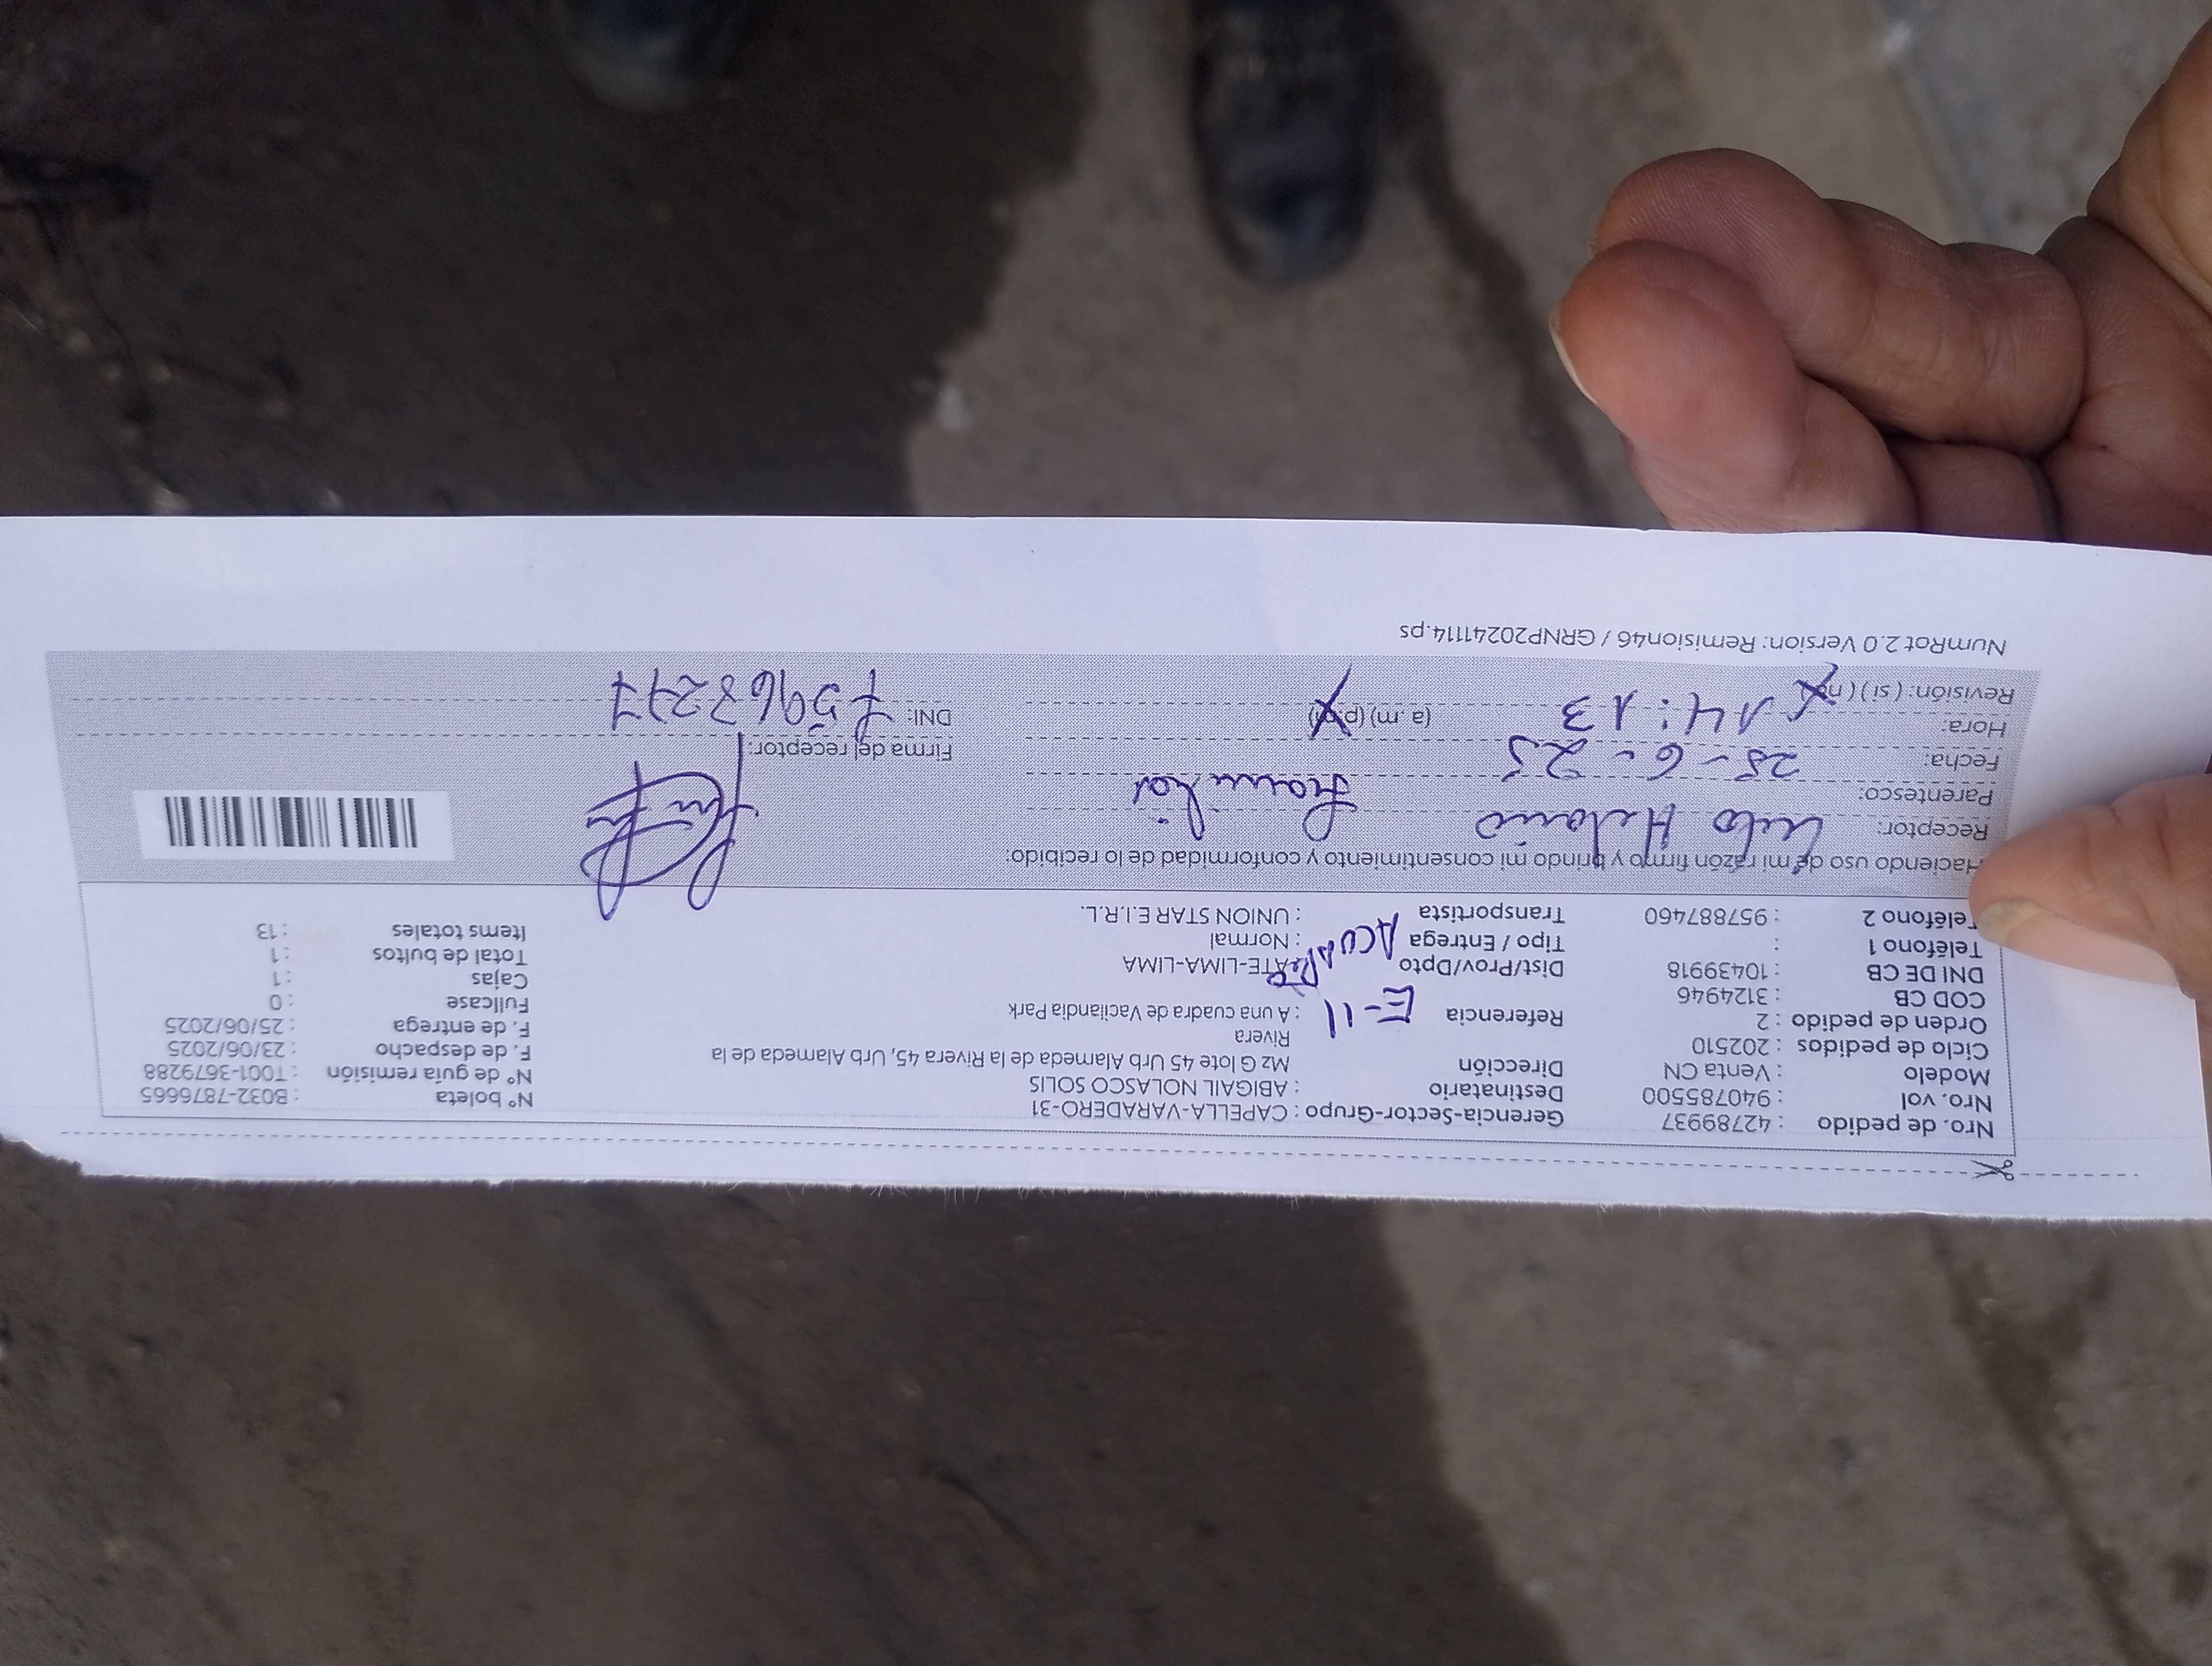 Nro. de pedido : 42789937
Nro. vol : 940785500
Modelo : Venta CN
Ciclo de pedidos : 202510
Orden de pedido : 2
COD CB : 3124946
DNI DE CB : 10439918
Teléfono 1 :
Teléfono 2 : 957887460
Gerencia-Sector-Grupo : CAPELLA-VARADERO-31
Destinatario : ABIGAIL NOLASCO SOLIS
Dirección Mz G lote 45 Urb Alameda de la Rivera 45, Urb Alameda de la
Rivera
Referencia : A una cuadra de Vacilandia Park
E-11
Dist/Prov/Dpto ATE-LIMA-LIMA
Tipo / Entrega : Normal
Transportista : UNION STAR E.I.R.L.
N° boleta : B032-7876665
N° de guía remisión : T001-3679288
F. de despacho : 23/06/2025
F. de entrega : 25/06/2025
Fullcase : 0
Cajas : 1
Total de bultos : 1
Items totales : 13
Haciendo uso de mi razón firmo y brindo mi consentimiento y conformidad de lo recibido:
Receptor:
Parentesco:
Fecha: 25-6-25
Hora: 14:13 (a.m) (p.m)
Revisión: ( si ) ( no )
Firma del receptor:
DNI: 75963277
NumRot 2.0 Version: Remision46 / GRNP20241114.ps